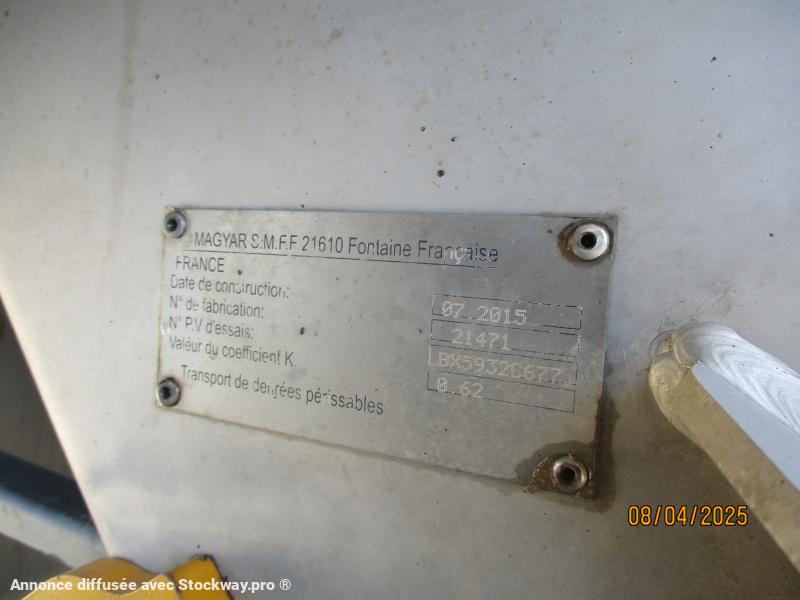 MAGYAR S.M.F.F 21610 Fontaine Française
FRANCE
Date de construction: 07.2015
N° de fabrication: 21471
N° P.V d'essais: BX5932C677
Valeur du coefficient K. 0.62
Transport de denrées périssables
08/04/2025
Annonce diffusée avec Stockway.pro ®